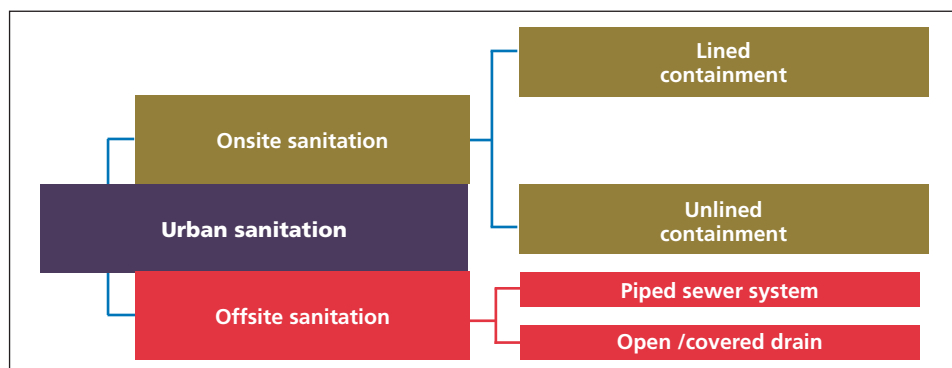 Lined
containment
Onsite sanitation
Unlined
containment
Urban sanitation
Piped sewer system
Offsite sanitation
Open /covered drain